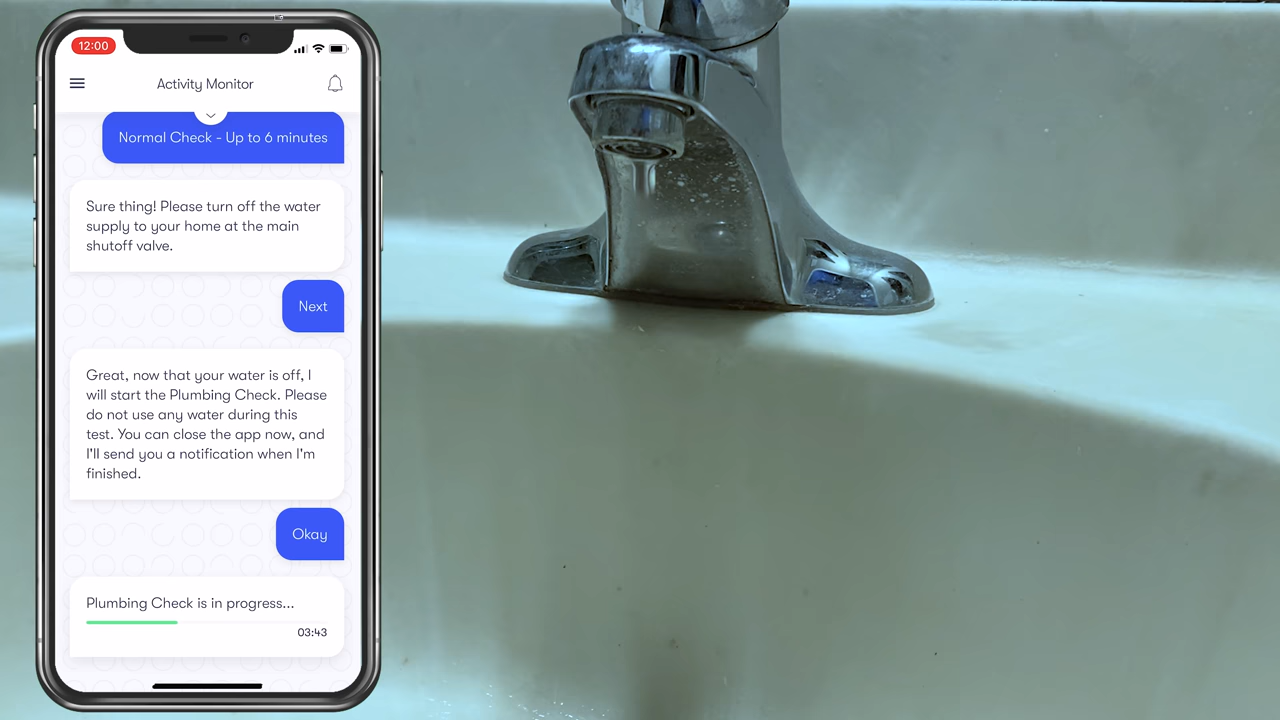 12:00
Activity Monitor
Normal Check - Up to 6 minutes
Sure thing! Please turn off the water
supply to your home at the main
shutoff valve.
Next
Great, now that your water is off, I
will start the Plumbing Check. Please
do not use any water during this
test. You can close the app now, and
I'll send you a notification when I'm
finished.
Okay
Plumbing Check is in progress...
03:43